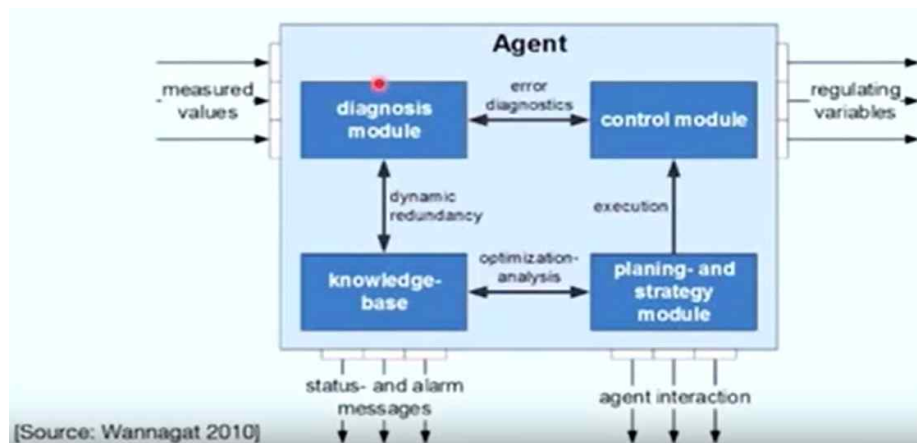 Agent
measured
values
diagnosis
module
error
diagnostics
control module
regulating
variables
dynamic
redundancy
execution
knowledge-
base
optimization-
analysis
planing- and
strategy
module
status- and alarm
messages
agent interaction
[Source: Wannagat 2010]